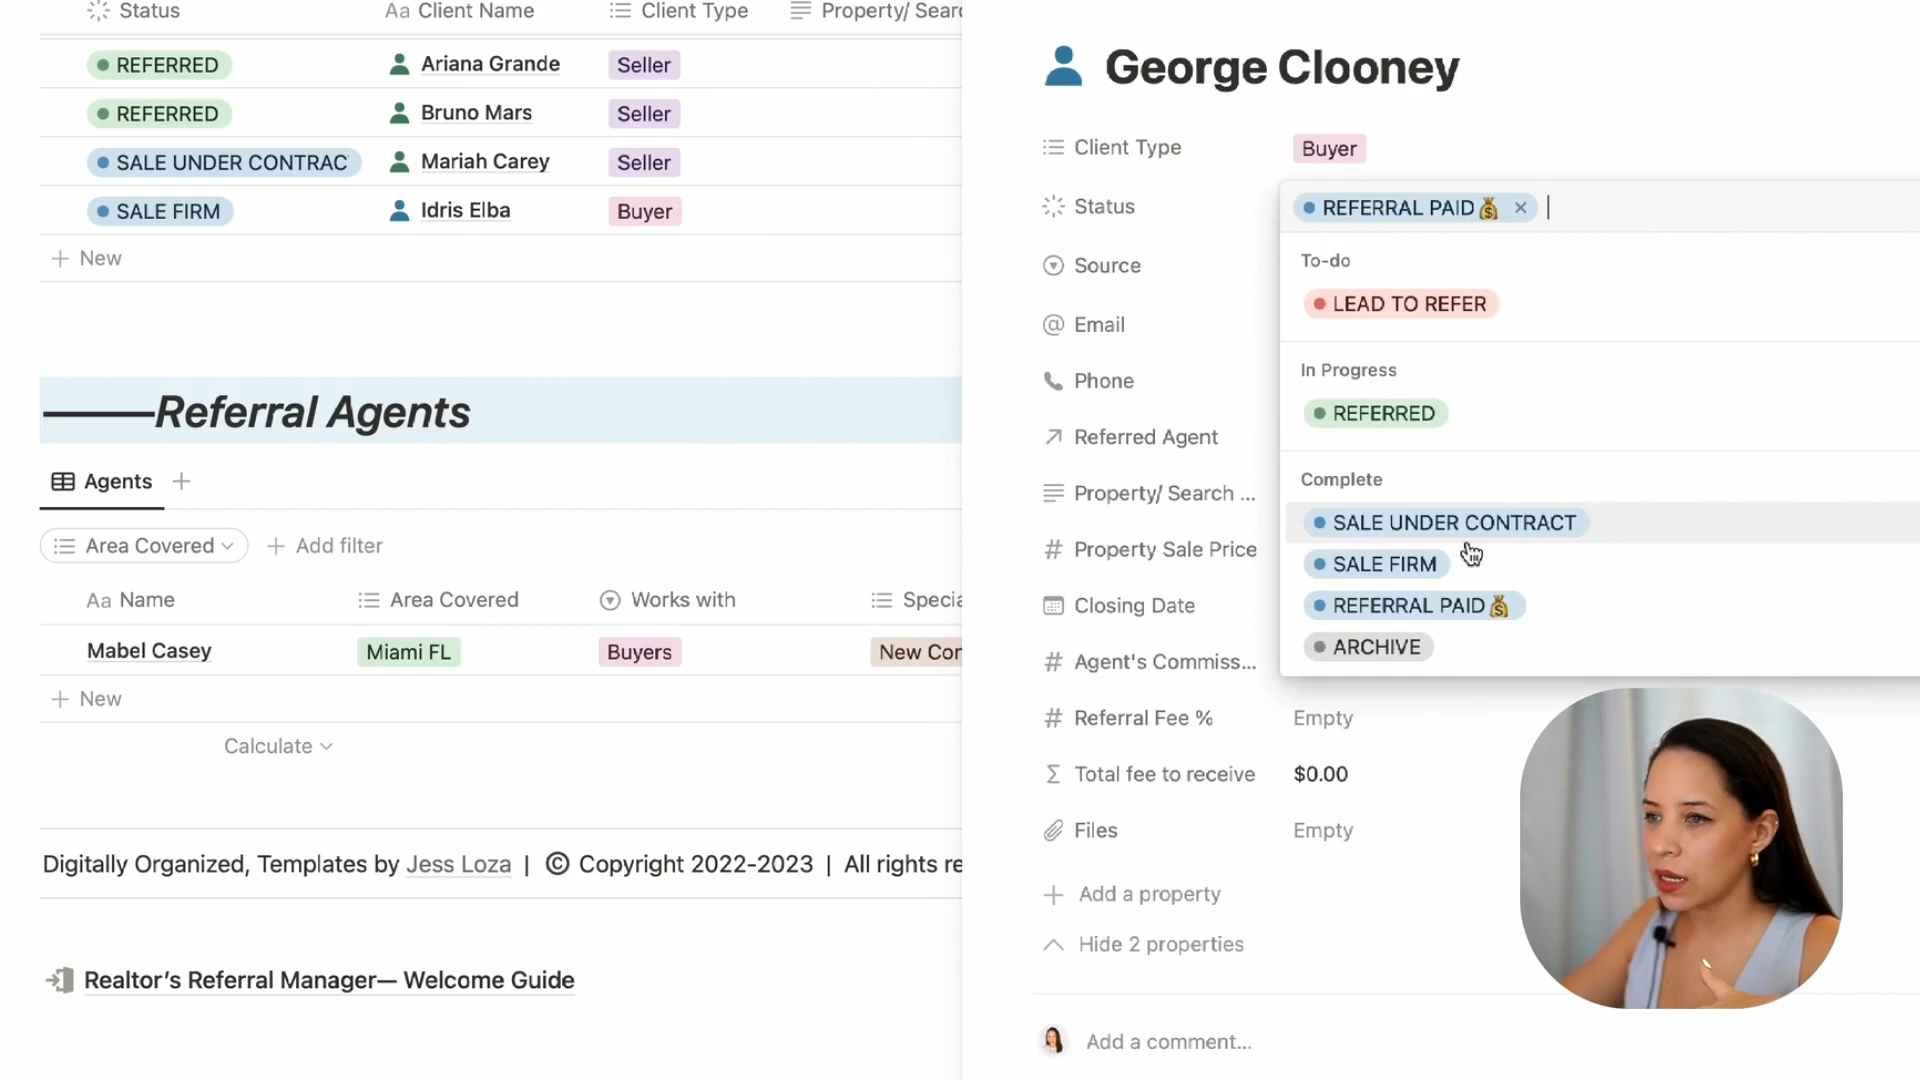 Status Aa Client Name Client Type Property/ Searc
REFERRED Ariana Grande Seller
REFERRED Bruno Mars Seller
SALE UNDER CONTRAC Mariah Carey Seller
SALE FIRM Idris Elba Buyer
+ New
———Referral Agents
Agents +
Area Covered + Add filter
Aa Name Area Covered Works with Specia
Mabel Casey Miami FL Buyers New Con
+ New
Calculate
Digitally Organized, Templates by Jess Loza | © Copyright 2022-2023 | All rights re
Realtor’s Referral Manager— Welcome Guide
George Clooney
Client Type Buyer
Status REFERRAL PAID💰 ×
Source
Email
Phone
Referred Agent
Property/ Search ...
# Property Sale Price
Closing Date
# Agent's Commiss...
To-do
LEAD TO REFER
In Progress
REFERRED
Complete
SALE UNDER CONTRACT
SALE FIRM
REFERRAL PAID💰
ARCHIVE
# Referral Fee % Empty
Σ Total fee to receive $0.00
Files Empty
+ Add a property
Hide 2 properties
Add a comment...